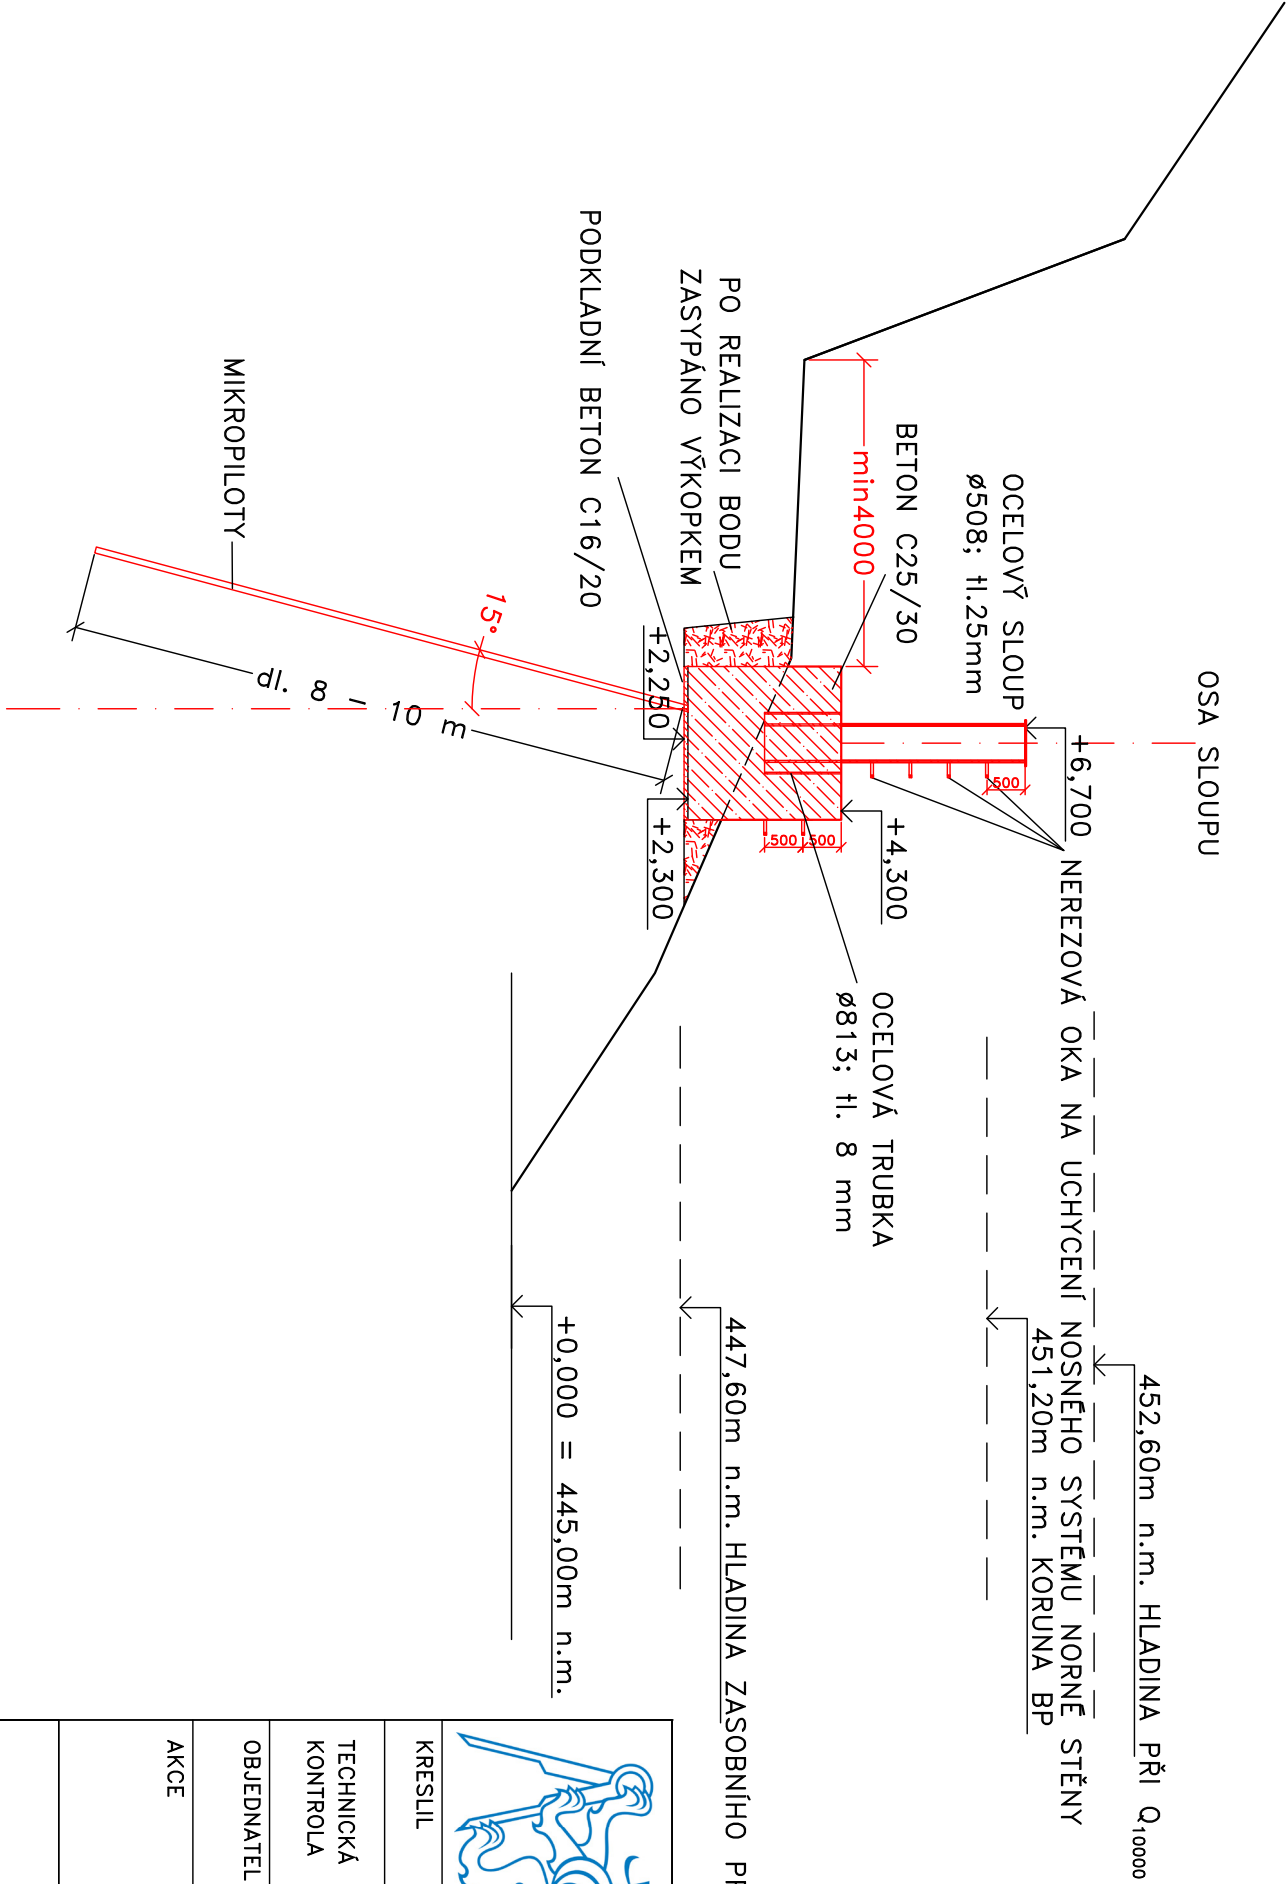 OSA SLOUPU
452,60m n.m. HLADINA PŘI Q10000
+6,700
NEREZOVÁ OKA NA UCHYCENÍ NOSNÉHO SYSTÉMU NORNÉ STĚNY
451,20m n.m. KORUNA BP
OCELOVÝ SLOUP
ø508; tl.25mm
500
BETON C25/30
+4,300
min4000
OCELOVÁ TRUBKA
ø813; tl. 8 mm
500
500
PO REALIZACI BODU
ZASYPÁNO VÝKOPKEM
447,60m n.m. HLADINA ZASOBNÍHO
+2,250
+2,300
PODKLADNÍ BETON C16/20
+0,000 = 445,00m n.m.
15°
dl. 8 - 10 m
MIKROPILOTY
KRESLIL
TECHNICKÁ
KONTROLA
OBJEDNATEL
AKCE